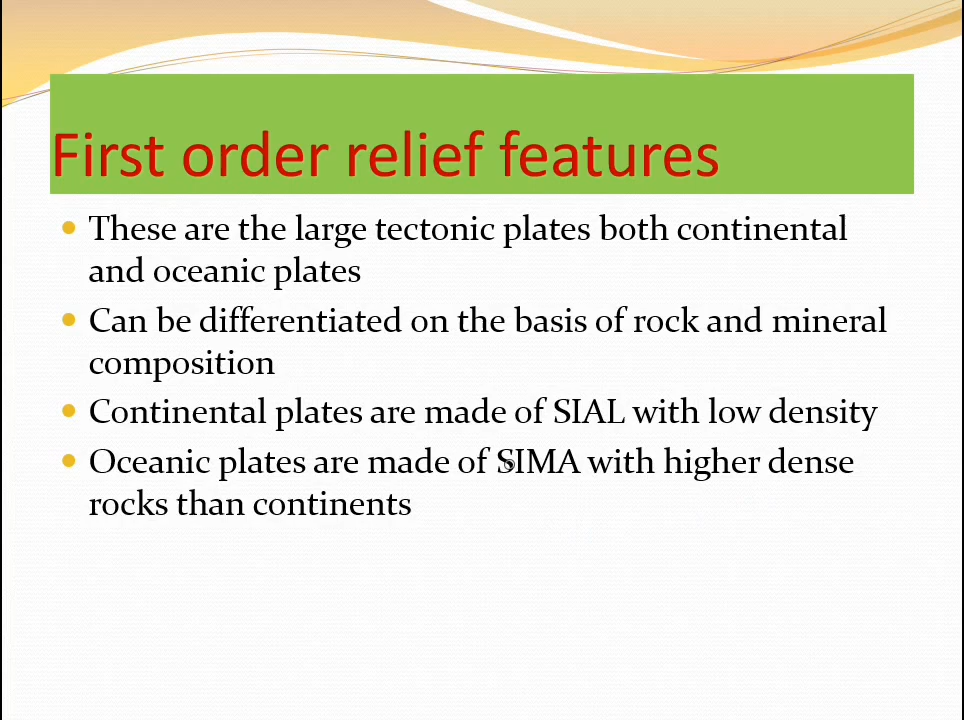 First order relief features
These are the large tectonic plates both continental
and oceanic plates
Can be differentiated on the basis of rock and mineral
composition
Continental plates are made of SIAL with low density
Oceanic plates are made of SIMA with higher dense
rocks than continents